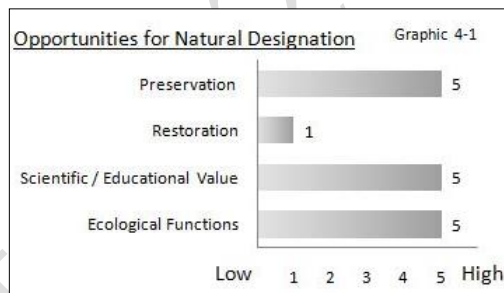 Opportunities for Natural Designation Graphic 4-1
Preservation 5
Restoration 1
Scientific / Educational Value 5
Ecological Functions 5
Low 1 2 3 4 5 High